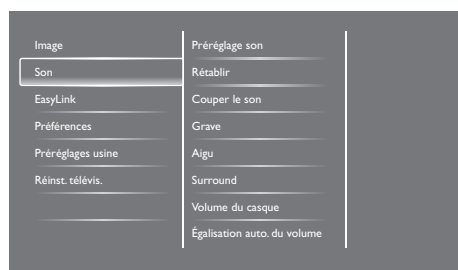 Image
Son
EasyLink
Préférences
Préréglages usine
Réinst. télévis.
Préréglage son
Rétablir
Couper le son
Grave
Aigu
Surround
Volume du casque
Égalisation auto. du volume